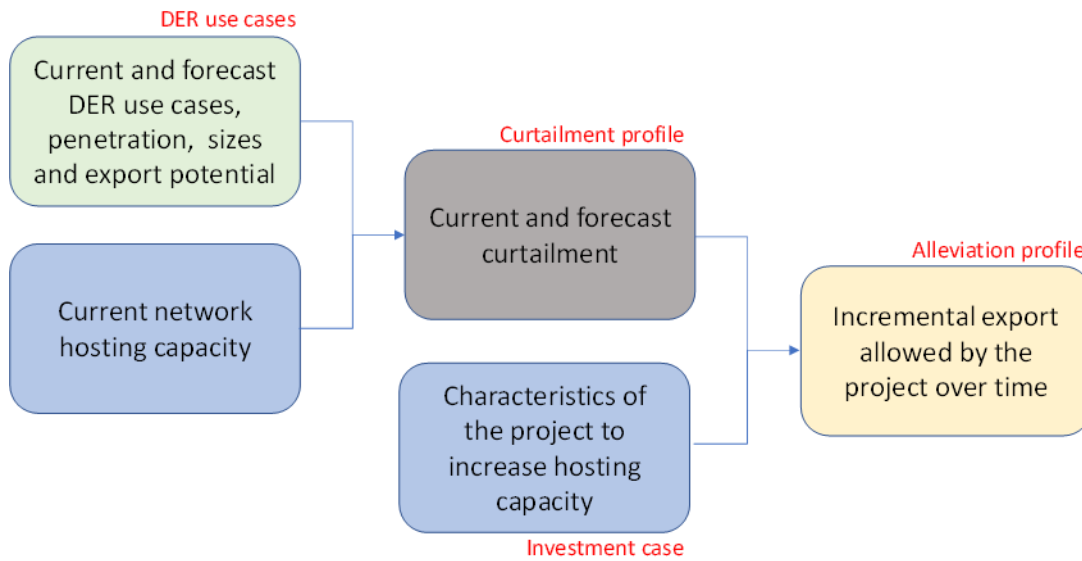 DER use cases
Current and forecast
DER use cases,
penetration, sizes
and export potential
Current network
hosting capacity
Curtailment profile
Current and forecast
curtailment
Characteristics of
the project to
increase hosting
capacity
Investment case
Alleviation profile
Incremental export
allowed by the
project over time